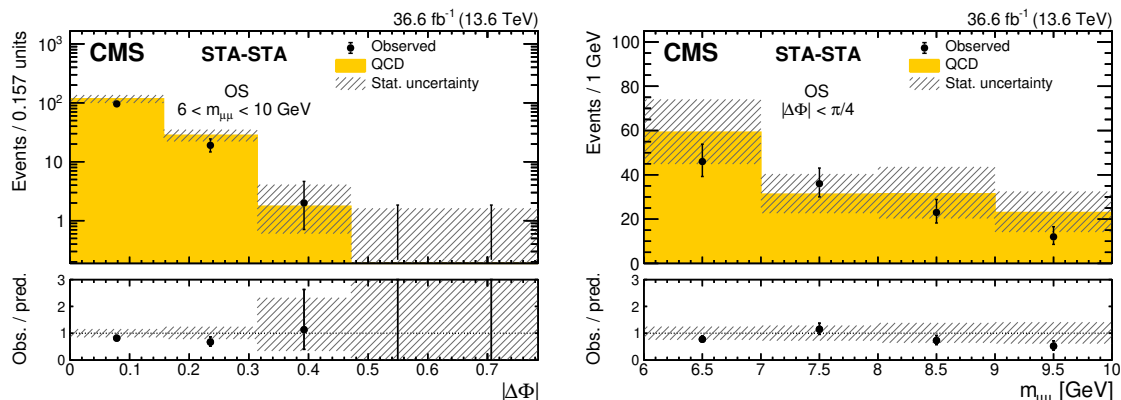 36.6 fb⁻¹ (13.6 TeV)
CMS STA-STA
Observed
QCD
Stat. uncertainty
OS
6 < mμμ < 10 GeV
Events / 0.157 units
10³
10²
10
1
Obs. / pred.
3
2
1
0
0 0.1 0.2 0.3 0.4 0.5 0.6 0.7
|ΔΦ|
36.6 fb⁻¹ (13.6 TeV)
CMS STA-STA
Observed
QCD
Stat. uncertainty
OS
|ΔΦ| < π/4
Events / 1 GeV
100
80
60
40
20
0
Obs. / pred.
3
2
1
0
6 6.5 7 7.5 8 8.5 9 9.5 10
mμμ [GeV]